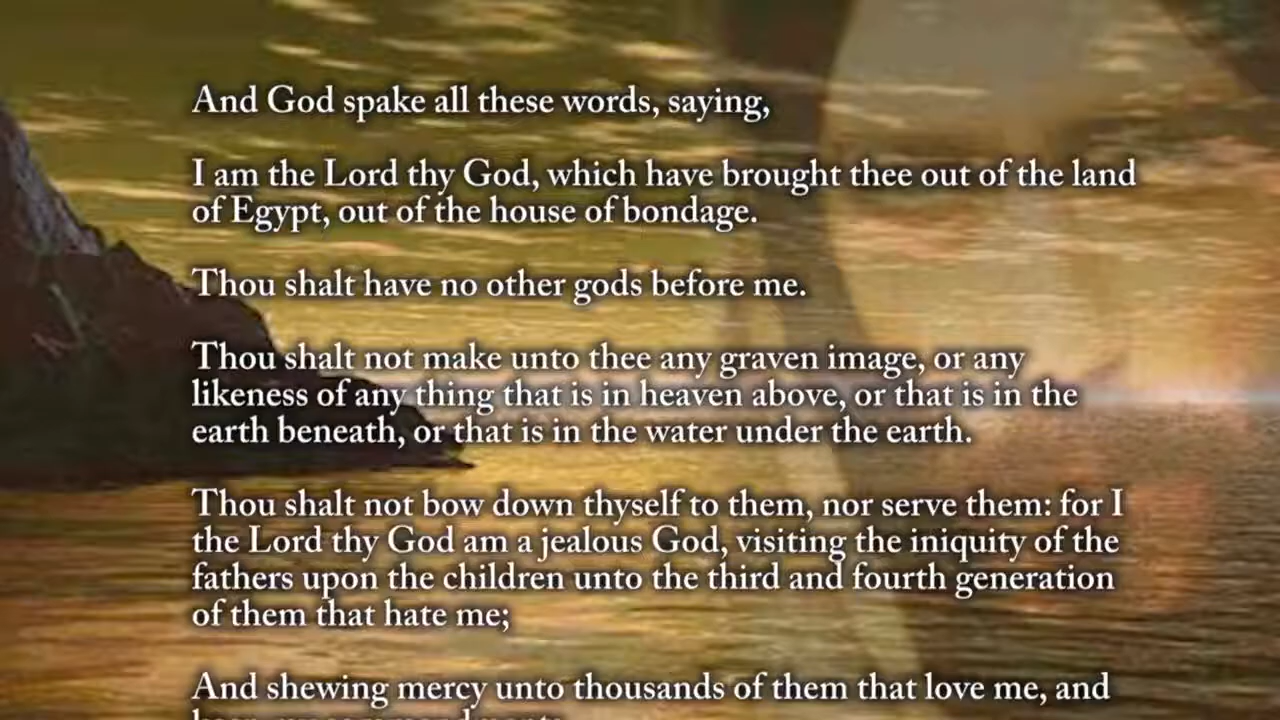 And God spake all these words, saying,
I am the Lord thy God, which have brought thee out of the land
of Egypt, out of the house of bondage.
Thou shalt have no other gods before me.
Thou shalt not make unto thee any graven image, or any
likeness of any thing that is in heaven above, or that is in the
earth beneath, or that is in the water under the earth.
Thou shalt not bow down thyself to them, nor serve them: for I
the Lord thy God am a jealous God, visiting the iniquity of the
fathers upon the children unto the third and fourth generation
of them that hate me;
And shewing mercy unto thousands of them that love me, and